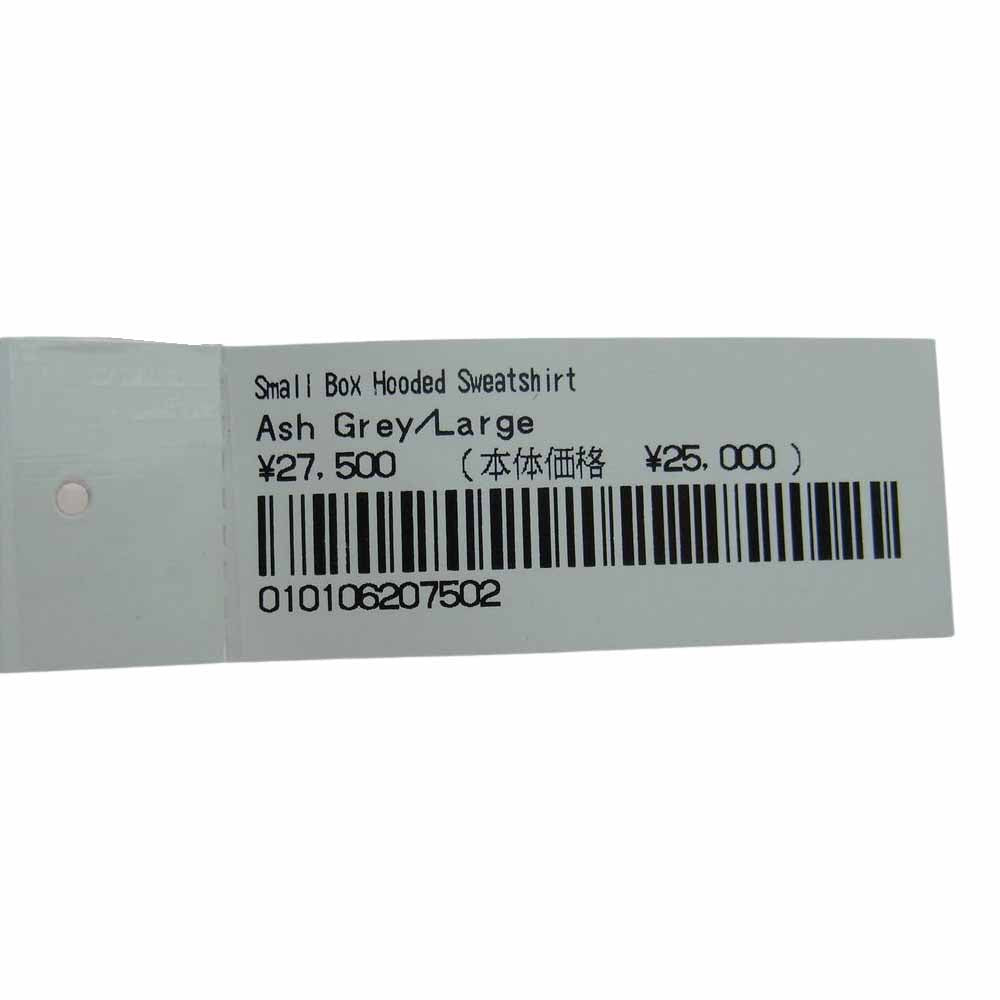 Small Box Hooded Sweatshirt
Ash Grey/Large
¥27,500 (本体価格 ¥25,000)
010106207502